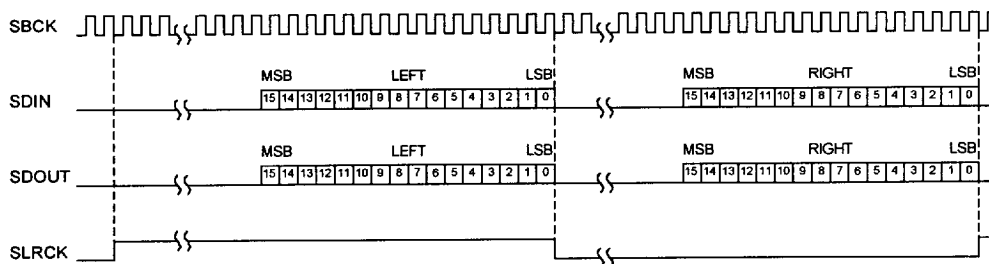 SBCK
MSB LEFT LSB MSB RIGHT LSB
SDIN 15 14 13 12 11 10 9 8 7 6 5 4 3 2 1 0 15 14 13 12 11 10 9 8 7 6 5 4 3 2 1 0
MSB LEFT LSB MSB RIGHT LSB
SDOUT 15 14 13 12 11 10 9 8 7 6 5 4 3 2 1 0 15 14 13 12 11 10 9 8 7 6 5 4 3 2 1 0
SLRCK